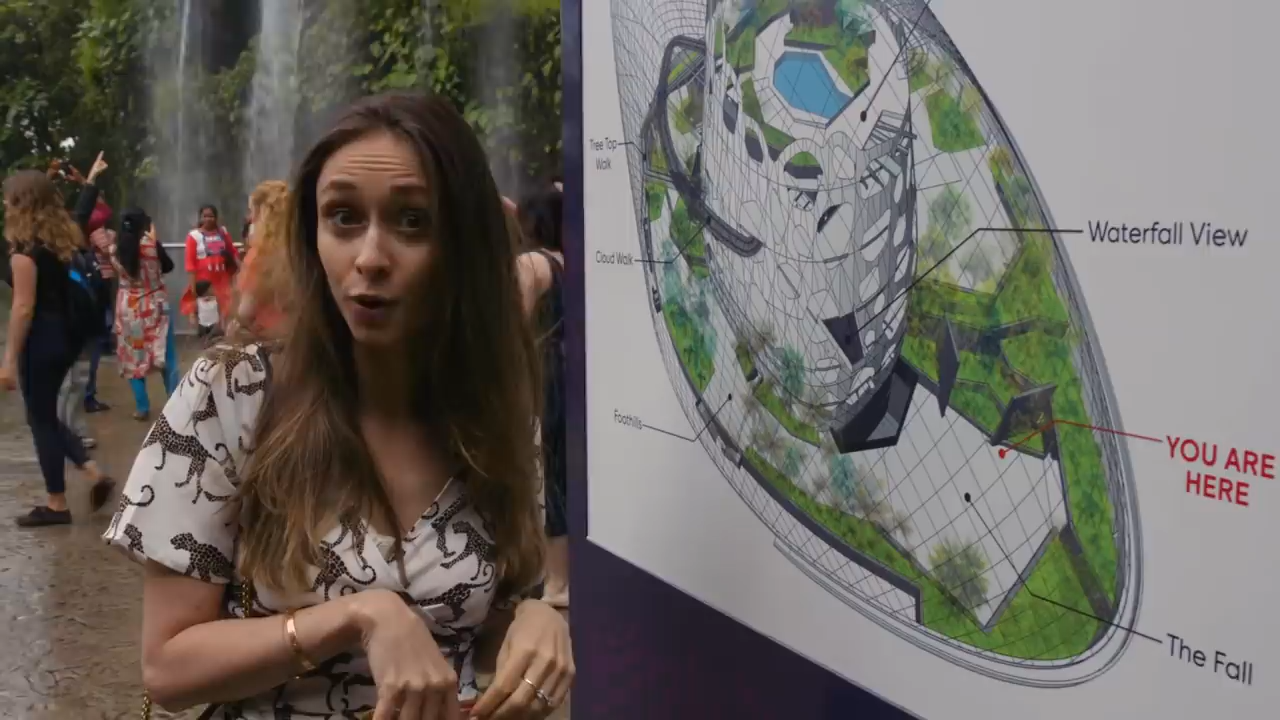 Tree Top
Walk
Cloud Walk
Waterfall View
Foothills
YOU ARE
HERE
The Fall